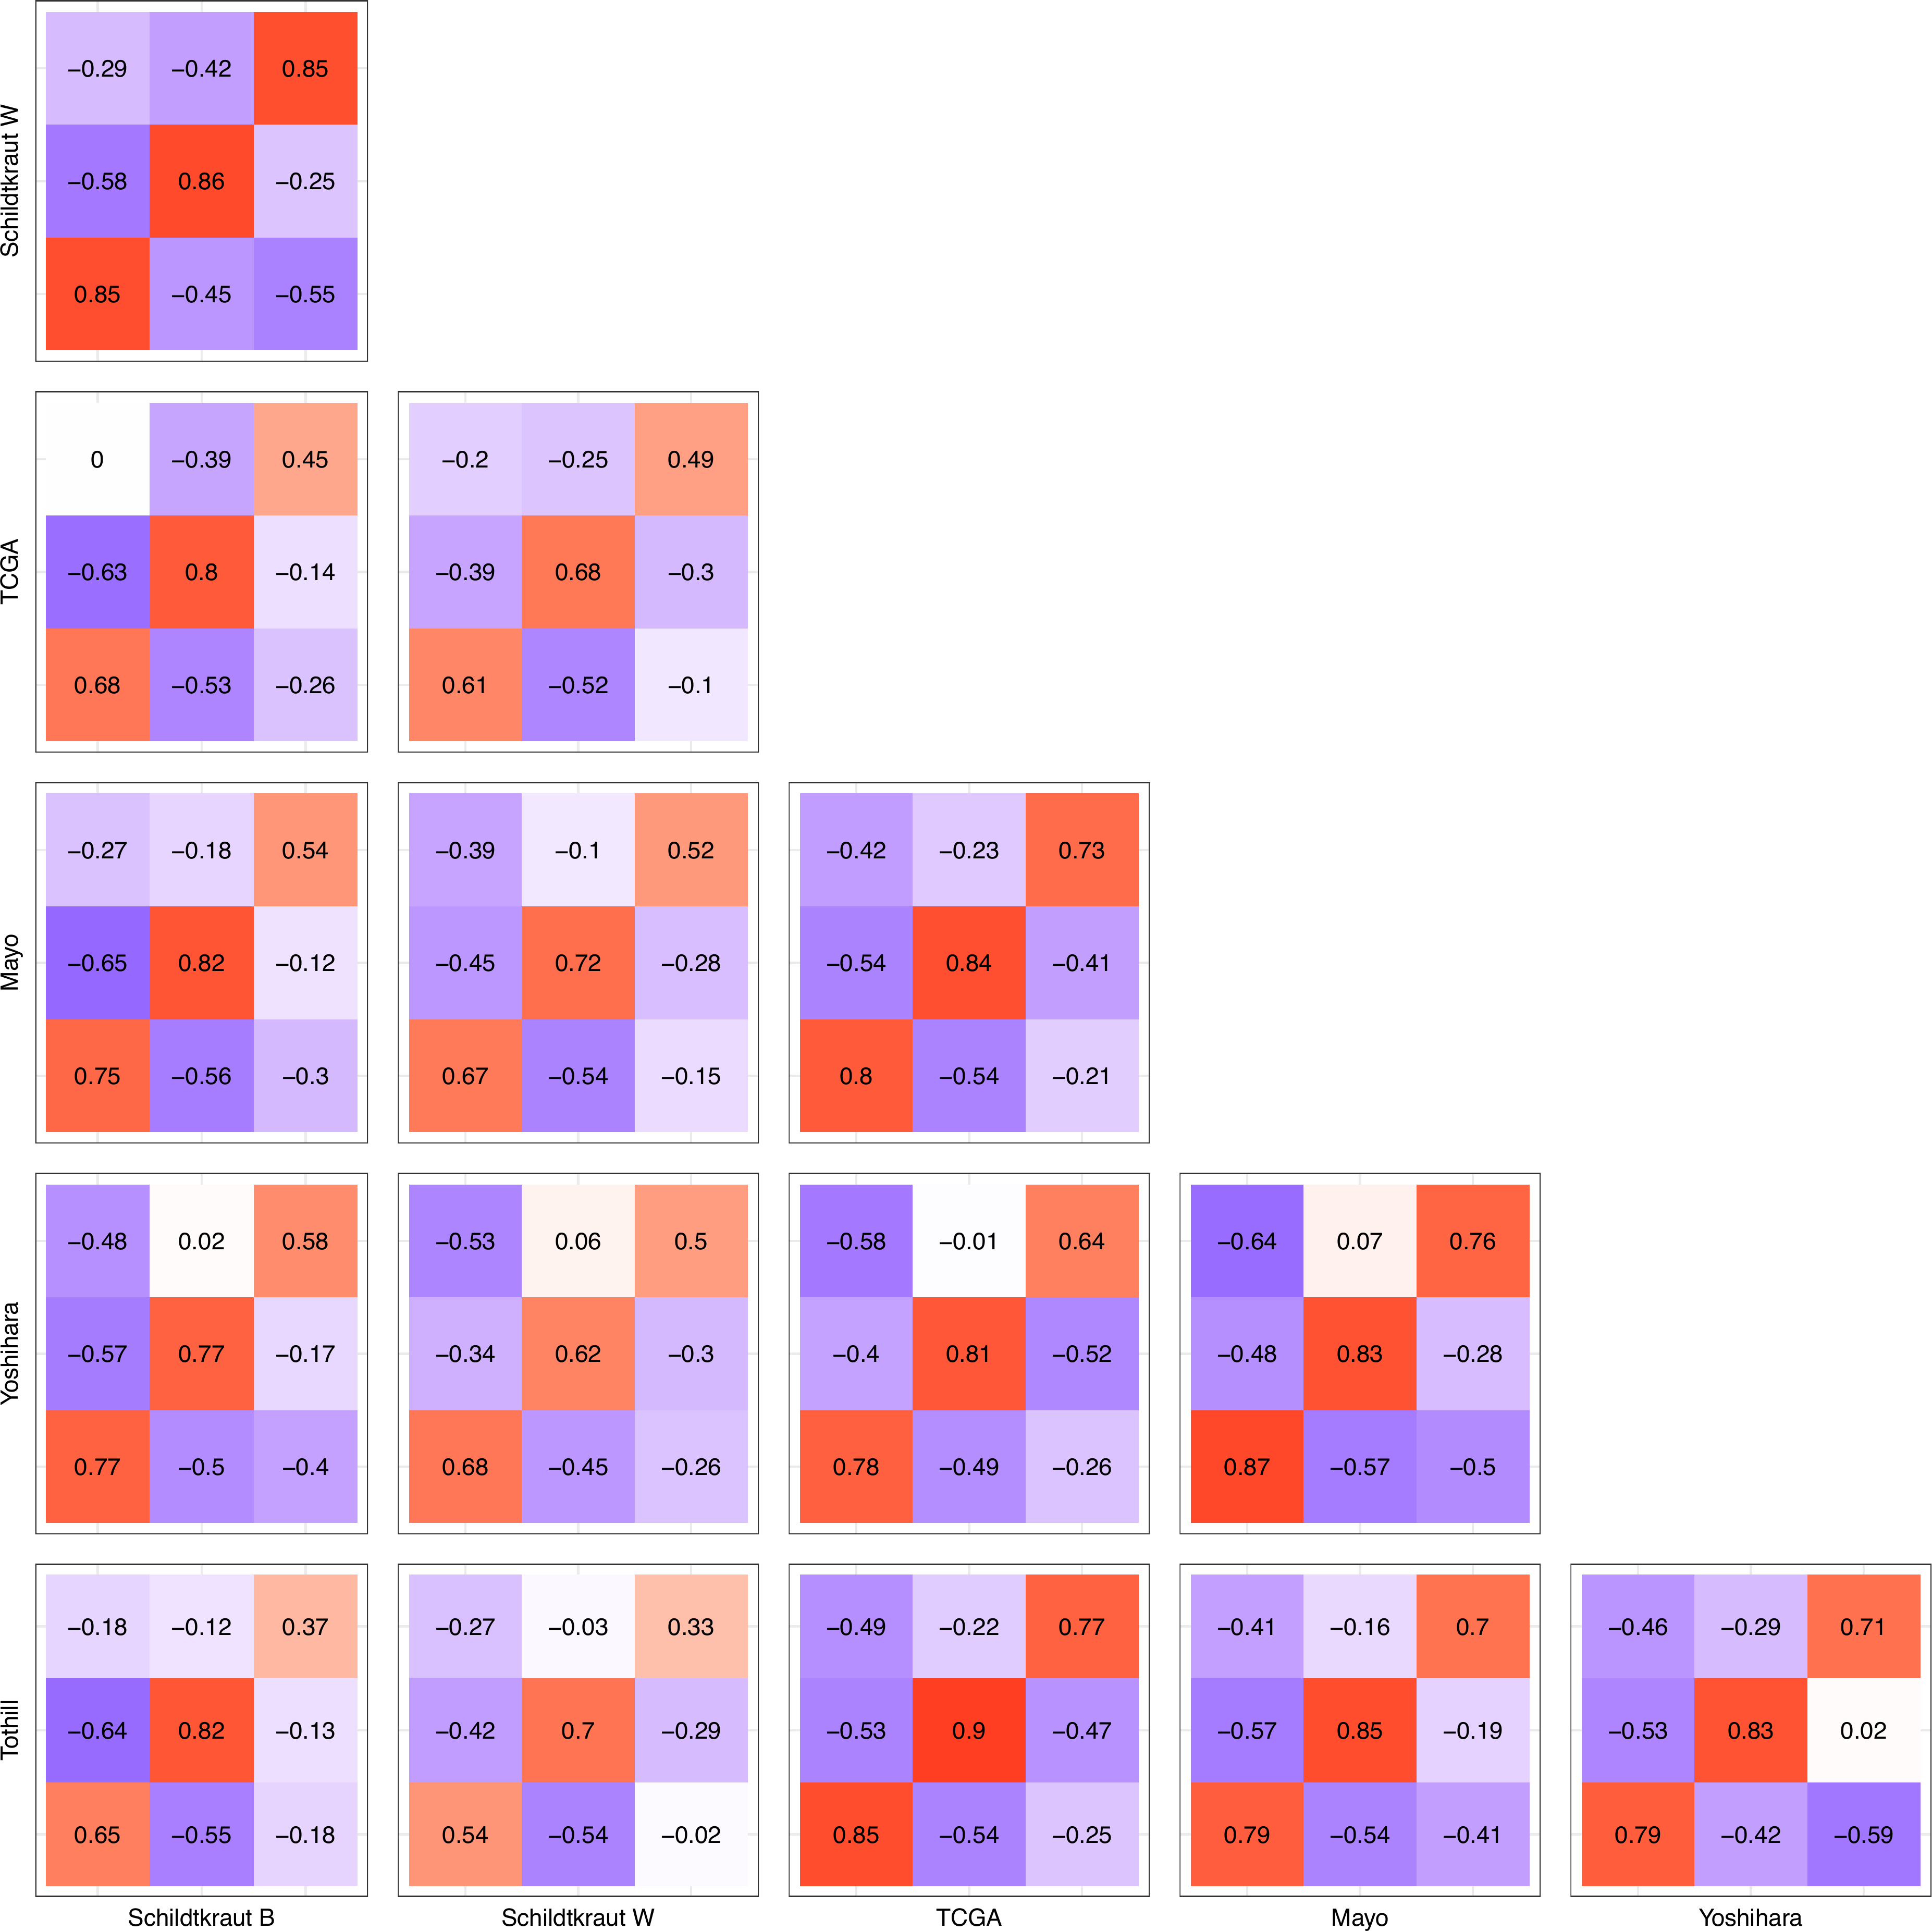 −0.29 −0.42 0.85
−0.58 0.86 −0.25
0.85 −0.45 −0.55
Schildtkraut W
0 −0.39 0.45 −0.2 −0.25 0.49
−0.63 0.8 −0.14 −0.39 0.68 −0.3
0.68 −0.53 −0.26 0.61 −0.52 −0.1
TCGA
−0.27 −0.18 0.54 −0.39 −0.1 0.52 −0.42 −0.23 0.73
−0.65 0.82 −0.12 −0.45 0.72 −0.28 −0.54 0.84 −0.41
0.75 −0.56 −0.3 0.67 −0.54 −0.15 0.8 −0.54 −0.21
Mayo
−0.48 0.02 0.58 −0.53 0.06 0.5 −0.58 −0.01 0.64 −0.64 0.07 0.76
−0.57 0.77 −0.17 −0.34 0.62 −0.3 −0.4 0.81 −0.52 −0.48 0.83 −0.28
0.77 −0.5 −0.4 0.68 −0.45 −0.26 0.78 −0.49 −0.26 0.87 −0.57 −0.5
Yoshihara
−0.18 −0.12 0.37 −0.27 −0.03 0.33 −0.49 −0.22 0.77 −0.41 −0.16 0.7 −0.46 −0.29 0.71
−0.64 0.82 −0.13 −0.42 0.7 −0.29 −0.53 0.9 −0.47 −0.57 0.85 −0.19 −0.53 0.83 0.02
0.65 −0.55 −0.18 0.54 −0.54 −0.02 0.85 −0.54 −0.25 0.79 −0.54 −0.41 0.79 −0.42 −0.59
Tothill
Schildtkraut B Schildtkraut W TCGA Mayo Yoshihara